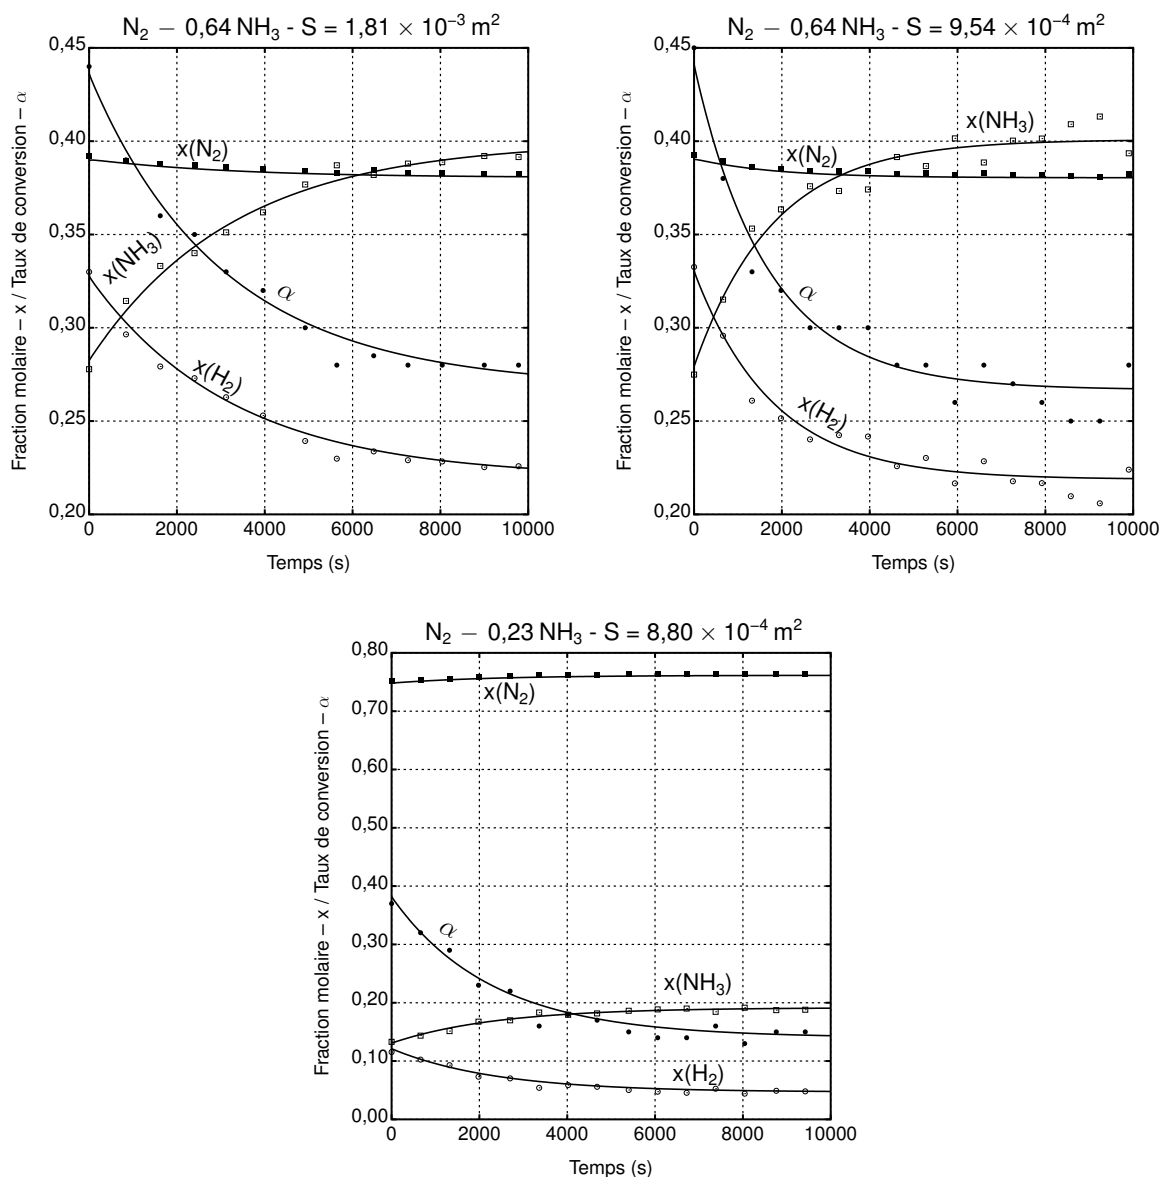 N₂ − 0,64 NH₃ - S = 1,81 × 10⁻³ m²
Fraction molaire – x / Taux de conversion – α
0,45
0,40
0,35
0,30
0,25
0,20
x(N₂)
x(NH₃)
α
x(H₂)
0 2000 4000 6000 8000 10000
Temps (s)
N₂ − 0,64 NH₃ - S = 9,54 × 10⁻⁴ m²
Fraction molaire – x / Taux de conversion – α
0,45
0,40
0,35
0,30
0,25
0,20
x(NH₃)
x(N₂)
α
x(H₂)
0 2000 4000 6000 8000 10000
Temps (s)
N₂ − 0,23 NH₃ - S = 8,80 × 10⁻⁴ m²
Fraction molaire – x / Taux de conversion – α
0,80
0,70
0,60
0,50
0,40
0,30
0,20
0,10
0,00
x(N₂)
α
x(NH₃)
x(H₂)
0 2000 4000 6000 8000 10000
Temps (s)